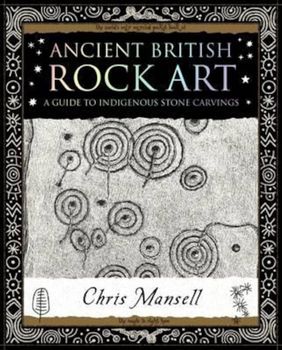 ANCIENT BRITISH
ROCK ART
A GUIDE TO INDIGENOUS STONE CARVINGS
Chris Mansell